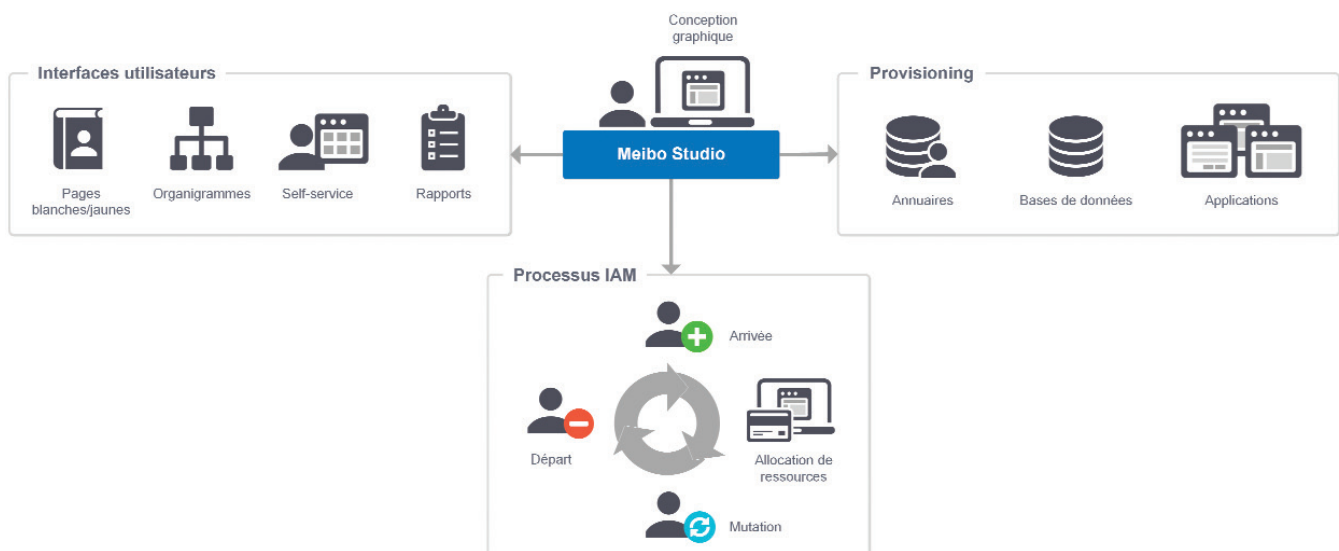 Conception
graphique
Interfaces utilisateurs
Provisioning
Meibo Studio
Pages
blanches/jaunes
Organigrammes
Self-service
Rapports
Annuaires
Bases de données
Applications
Processus IAM
Arrivée
Départ
Allocation de
ressources
Mutation